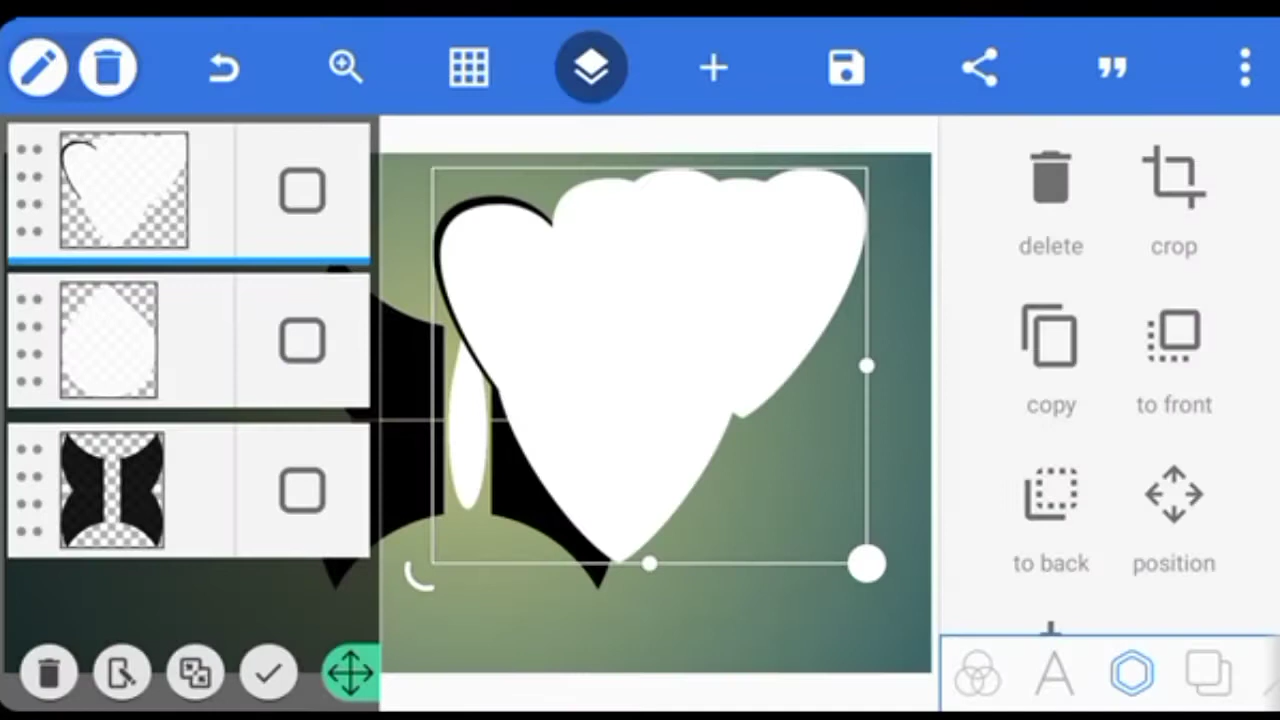 delete
crop
copy
to front
to back
position